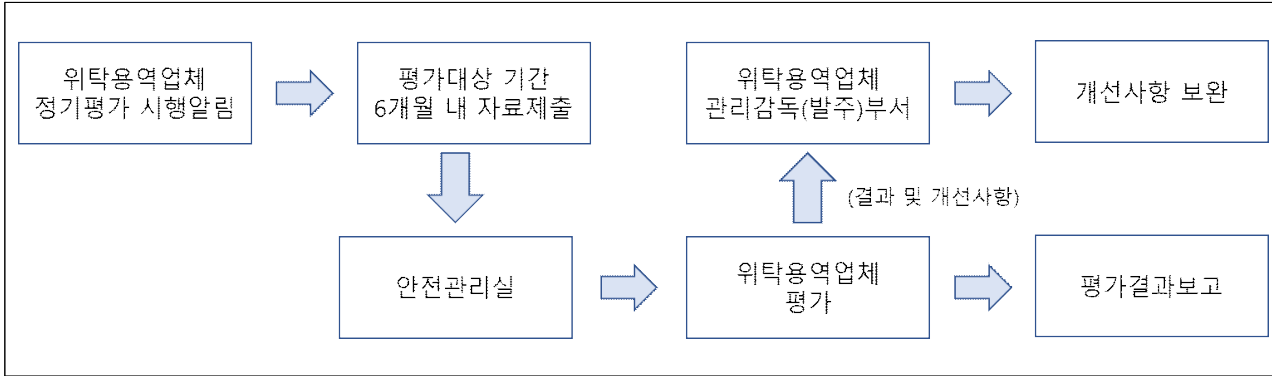 위탁용역업체
정기평가 시행알림
평가대상 기간
6개월 내 자료제출
위탁용역업체
관리감독(발주)부서
개선사항 보완
(결과 및 개선사항)
안전관리실
위탁용역업체
평가
평가결과보고